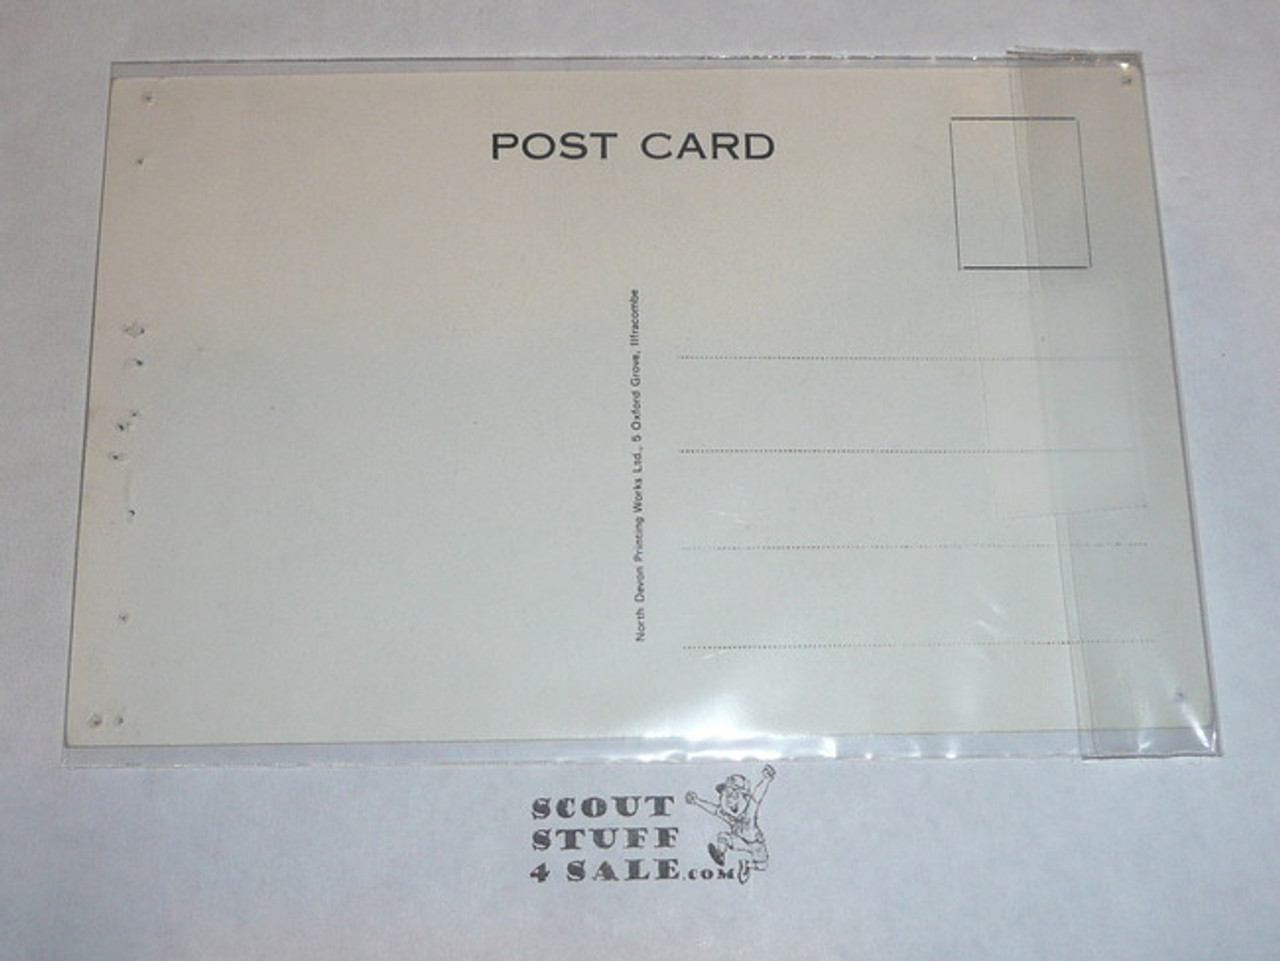 POST CARD
North Devon Printing Works Ltd., 5 Oxford Grove, Ilfracombe
SCOUT
STUFF
4 SALE.COM